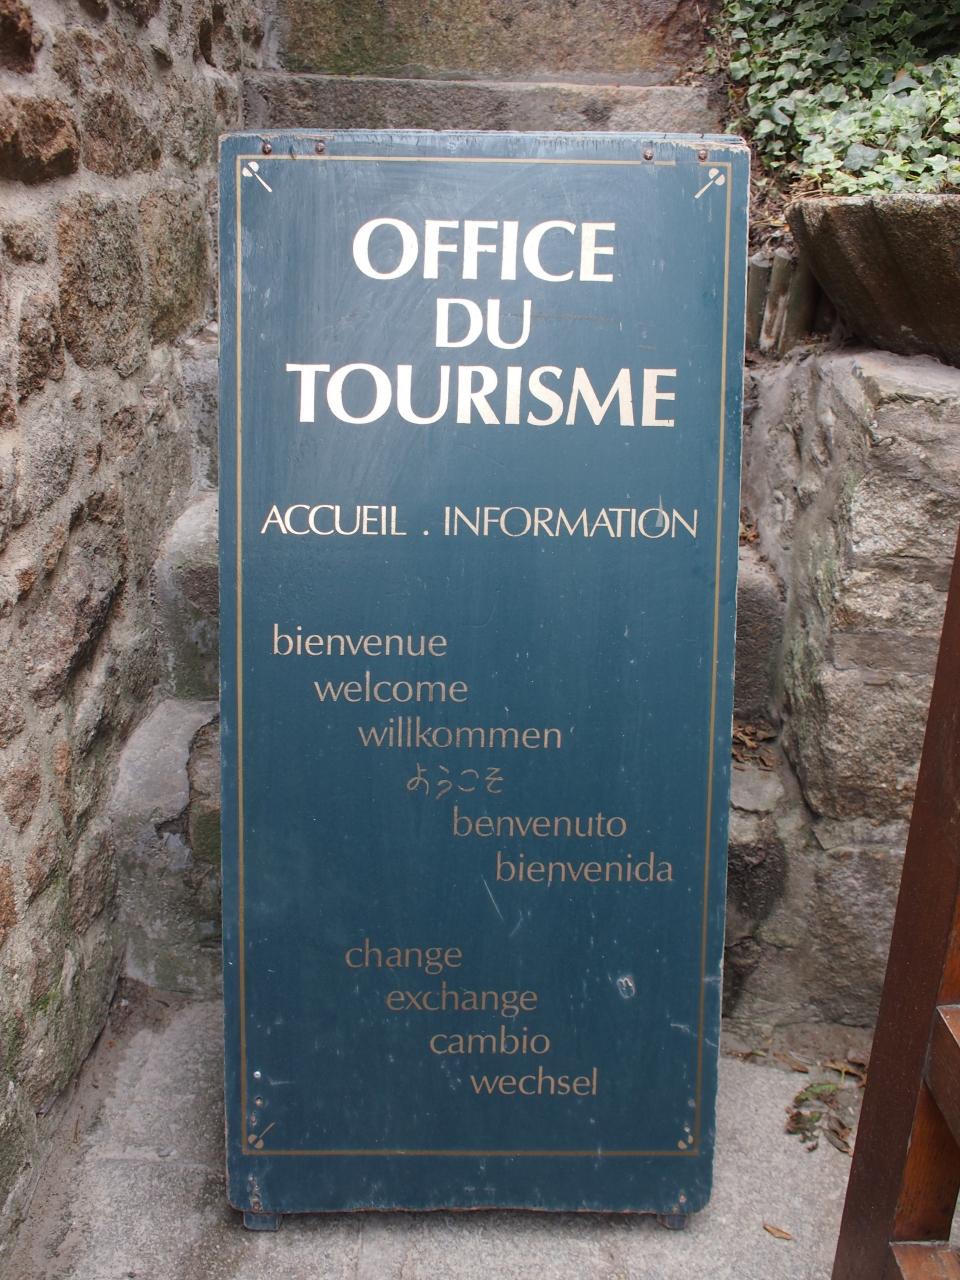 OFFICE
DU
TOURISME
ACCUEIL . INFORMATION
bienvenue
welcome
willkommen
ようこそ
benvenuto
bienvenida
change
exchange
cambio
wechsel